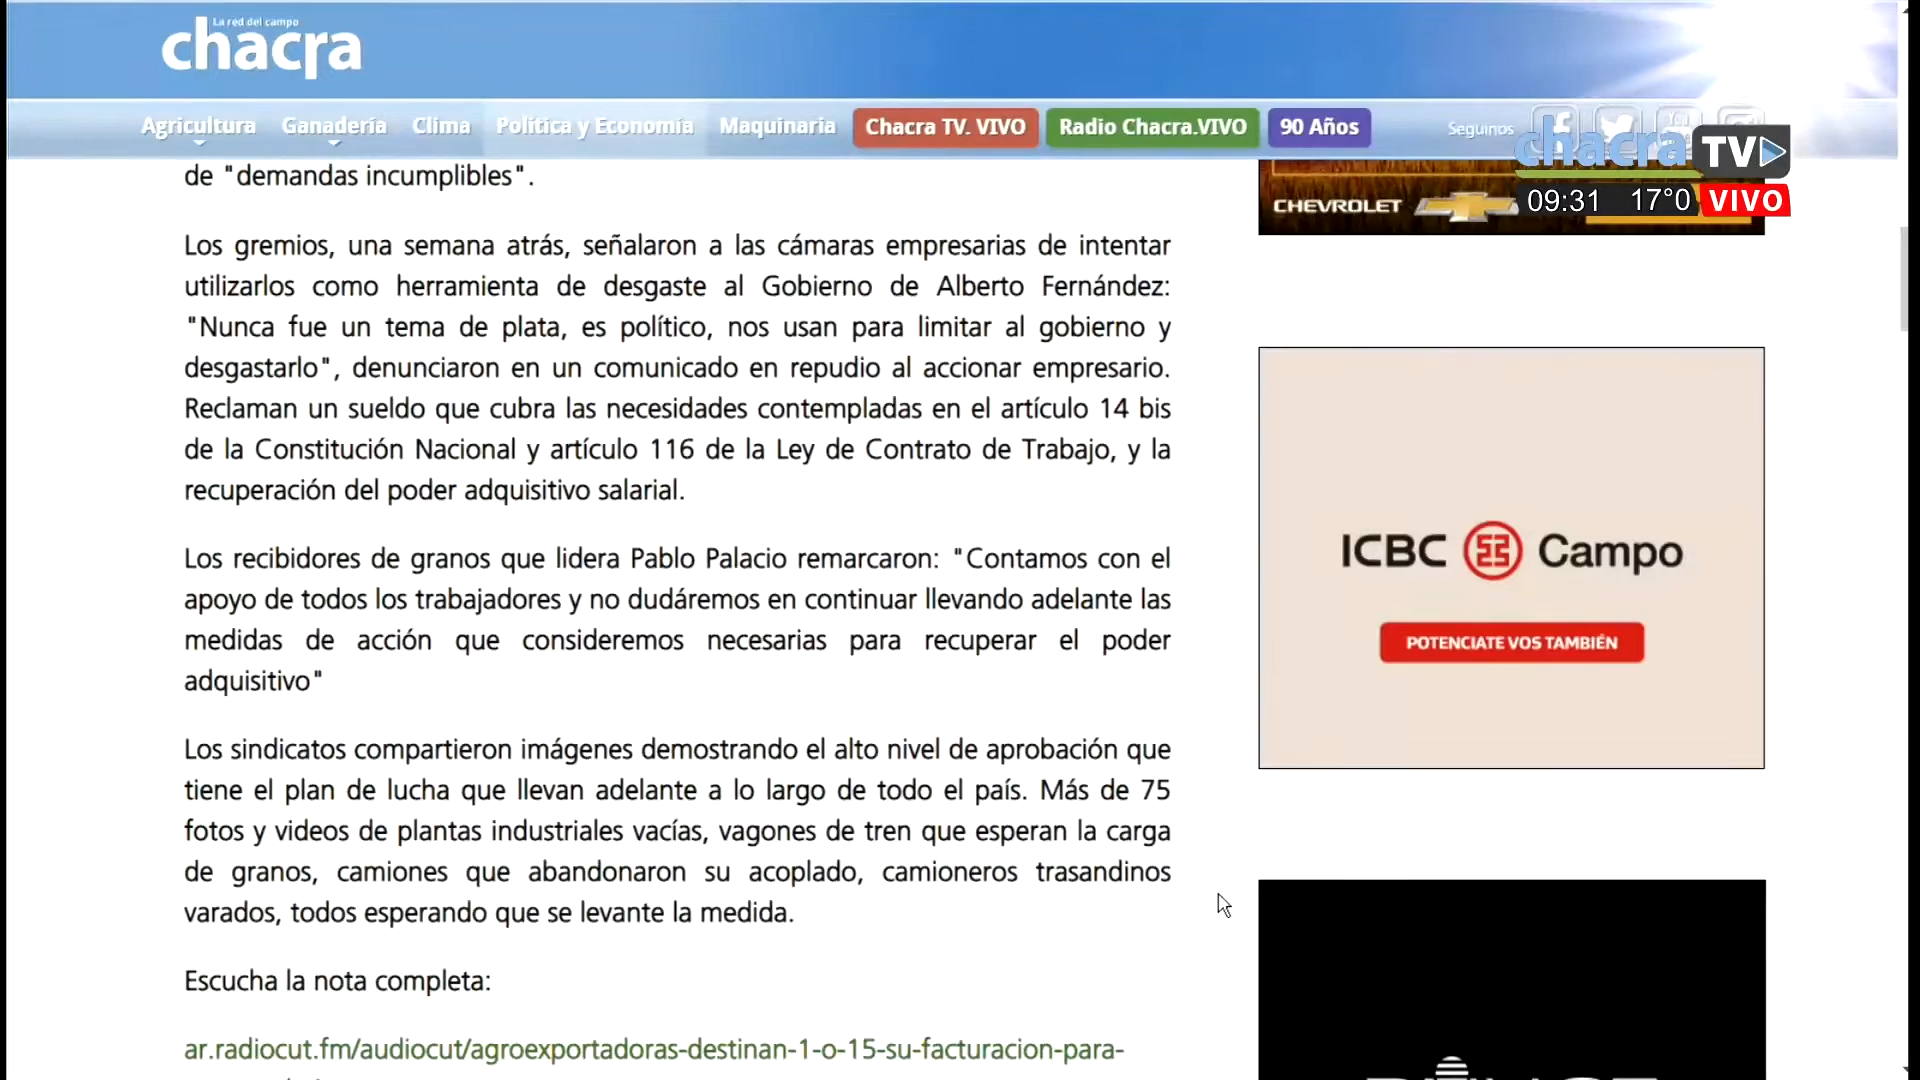 La red del campo
chacra
Agricultura Ganadería Clima Política y Economía Maquinaria Chacra TV. VIVO Radio Chacra.VIVO 90 Años Seguinos
chacra TV
09:31 17°0 VIVO
CHEVROLET
de "demandas incumplibles".
Los gremios, una semana atrás, señalaron a las cámaras empresarias de intentar
utilizarlos como herramienta de desgaste al Gobierno de Alberto Fernández:
"Nunca fue un tema de plata, es político, nos usan para limitar al gobierno y
desgastarlo", denunciaron en un comunicado en repudio al accionar empresario.
Reclaman un sueldo que cubra las necesidades contempladas en el artículo 14 bis
de la Constitución Nacional y artículo 116 de la Ley de Contrato de Trabajo, y la
recuperación del poder adquisitivo salarial.
Los recibidores de granos que lidera Pablo Palacio remarcaron: "Contamos con el
apoyo de todos los trabajadores y no dudáremos en continuar llevando adelante las
medidas de acción que consideremos necesarias para recuperar el poder
adquisitivo"
Los sindicatos compartieron imágenes demostrando el alto nivel de aprobación que
tiene el plan de lucha que llevan adelante a lo largo de todo el país. Más de 75
fotos y videos de plantas industriales vacías, vagones de tren que esperan la carga
de granos, camiones que abandonaron su acoplado, camioneros trasandinos
varados, todos esperando que se levante la medida.
Escucha la nota completa:
ar.radiocut.fm/audiocut/agroexportadoras-destinan-1-o-15-su-facturacion-para-
ICBC Campo
POTENCIATE VOS TAMBIÉN